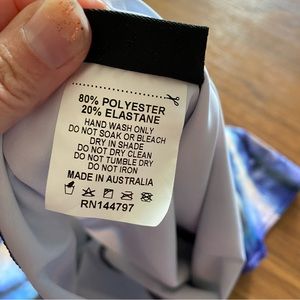 80% POLYESTER
20% ELASTANE
HAND WASH ONLY
DO NOT SOAK OR BLEACH
DRY IN SHADE
DO NOT DRY CLEAN
DO NOT TUMBLE DRY
DO NOT IRON
MADE IN AUSTRALIA
RN144797